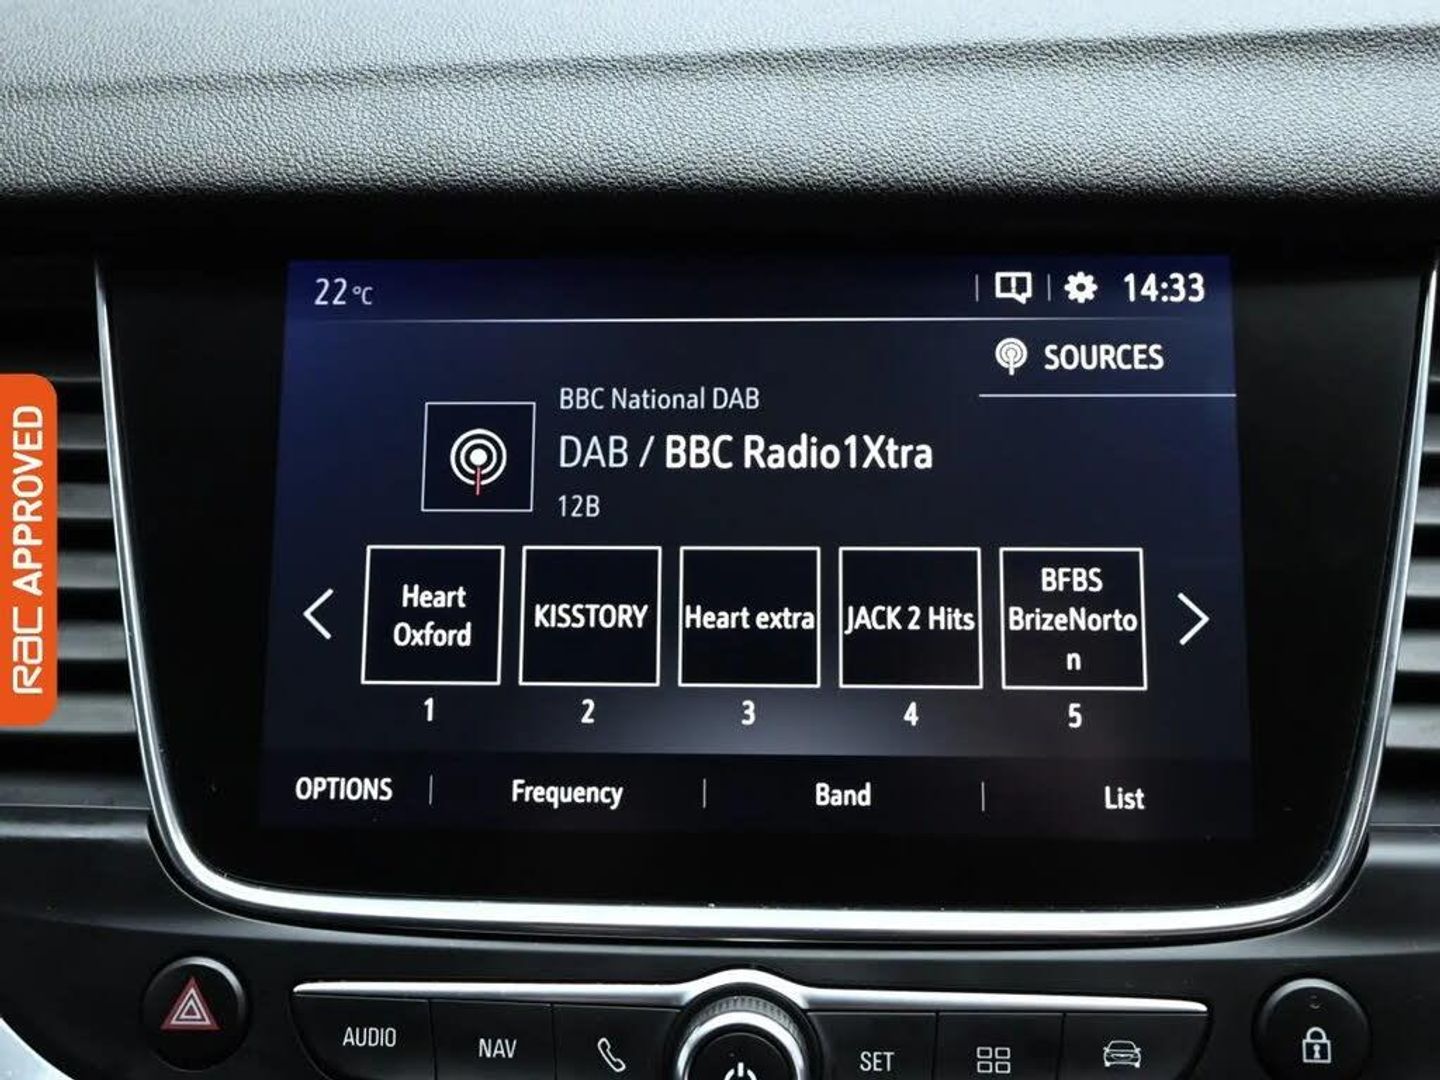 22°C
14:33
SOURCES
BBC National DAB
DAB / BBC Radio1Xtra
12B
Heart
Oxford
KISSTORY
Heart extra
JACK 2 Hits
BFBS
BrizeNorto
n
1
2
3
4
5
OPTIONS
Frequency
Band
List
RAC APPROVED
AUDIO
NAV
SET